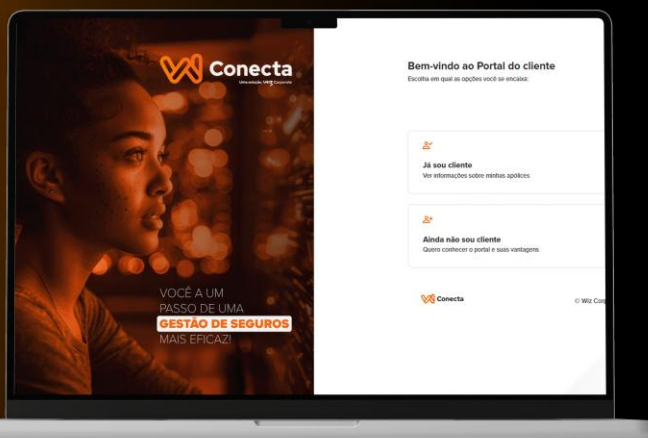 Conecta
Uma solução Wiz Corporate
VOCÊ A UM
PASSO DE UMA
GESTÃO DE SEGUROS
MAIS EFICAZ!
Bem-vindo ao Portal do cliente
Escolha em qual as opções você se encaixa:
Já sou cliente
Ver informações sobre minhas apólices
Ainda não sou cliente
Quero conhecer o portal e suas vantagens
Conecta
© Wiz Corp